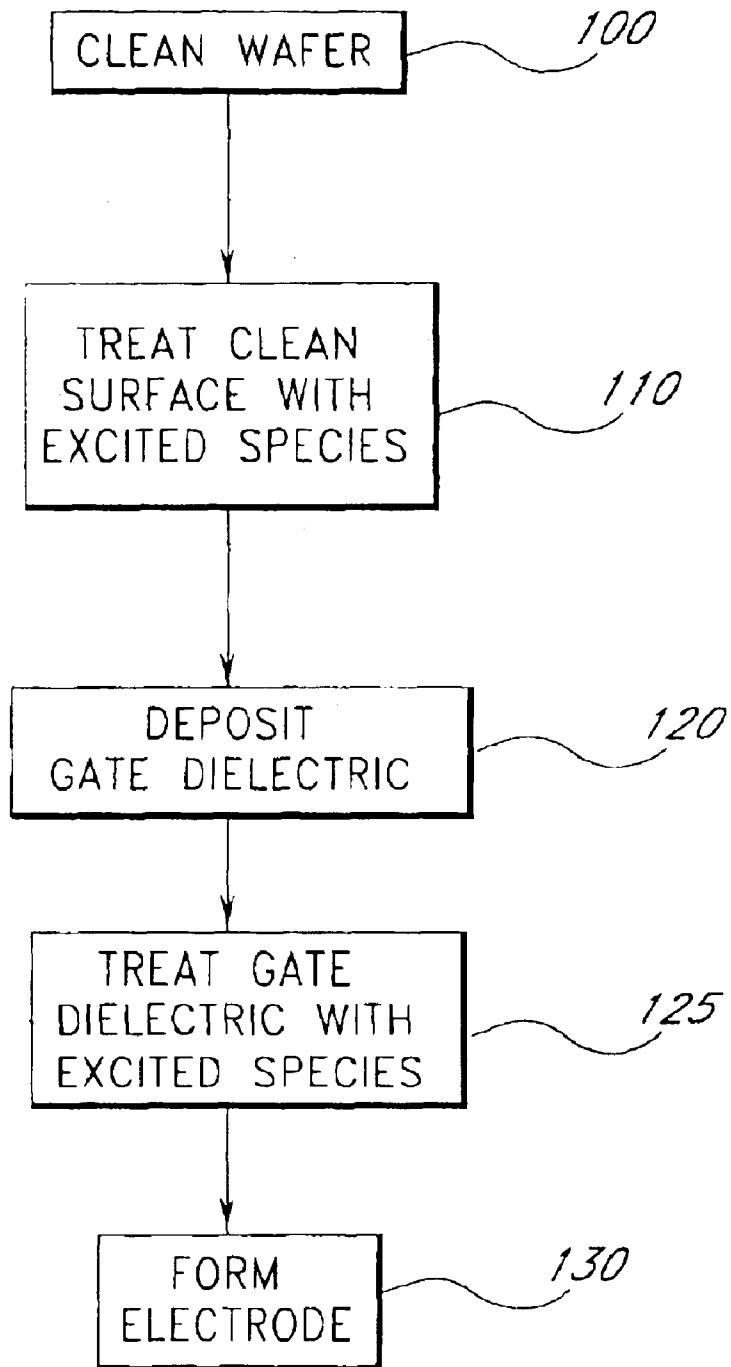 CLEAN WAFER
100
TREAT CLEAN
SURFACE WITH
EXCITED SPECIES
110
DEPOSIT
GATE DIELECTRIC
120
TREAT GATE
DIELECTRIC WITH
EXCITED SPECIES
125
FORM
ELECTRODE
130